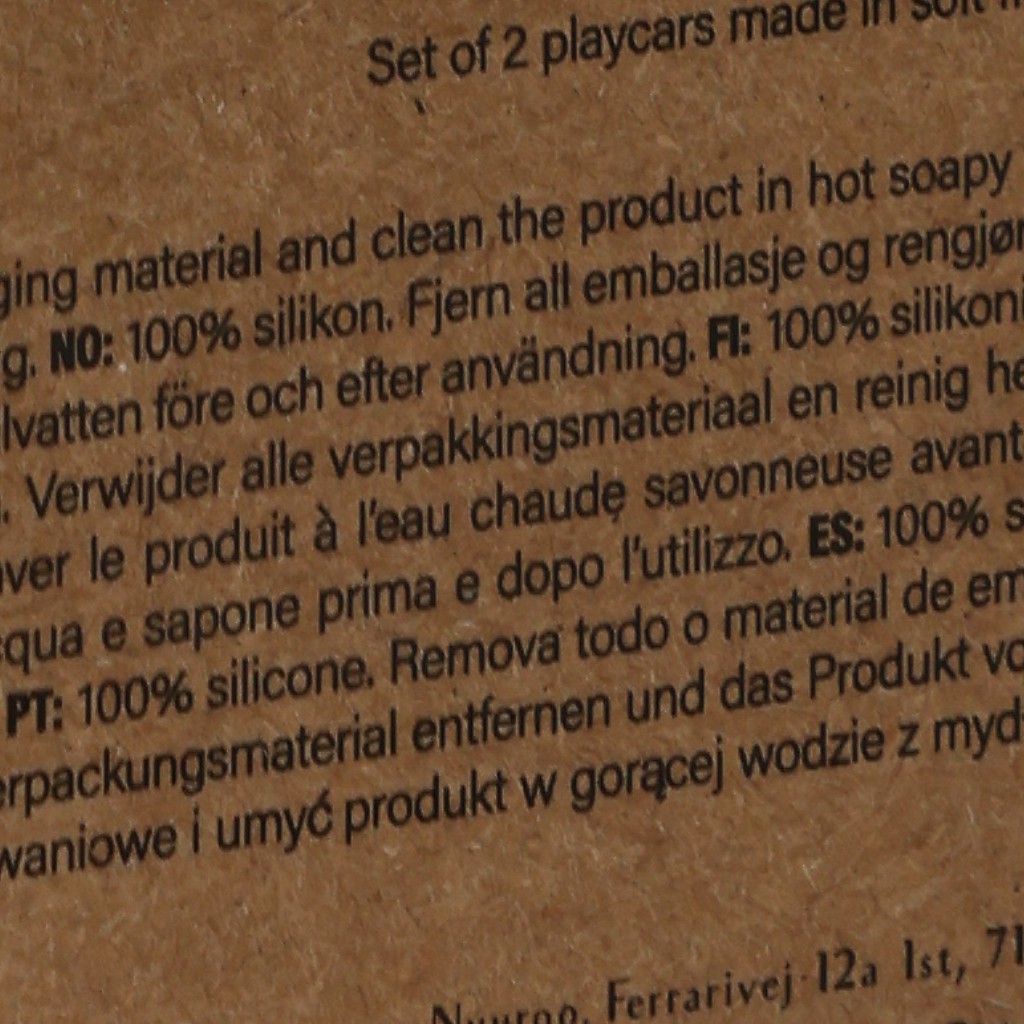 Set of 2 playcars made in soft
ging material and clean the product in hot soapy
g. NO: 100% silikon. Fjern all emballasje og rengjør
lvatten före och efter användning. FI: 100% silikoni
. Verwijder alle verpakkingsmateriaal en reinig he
ver le produit à l'eau chaude savonneuse avant
qua e sapone prima e dopo l'utilizzo. ES: 100% s
PT: 100% silicone. Remova todo o material de em
erpackungsmaterial entfernen und das Produkt vo
waniowe i umyć produkt w gorącej wodzie z myd
Ferrarivej 12a 1st, 71